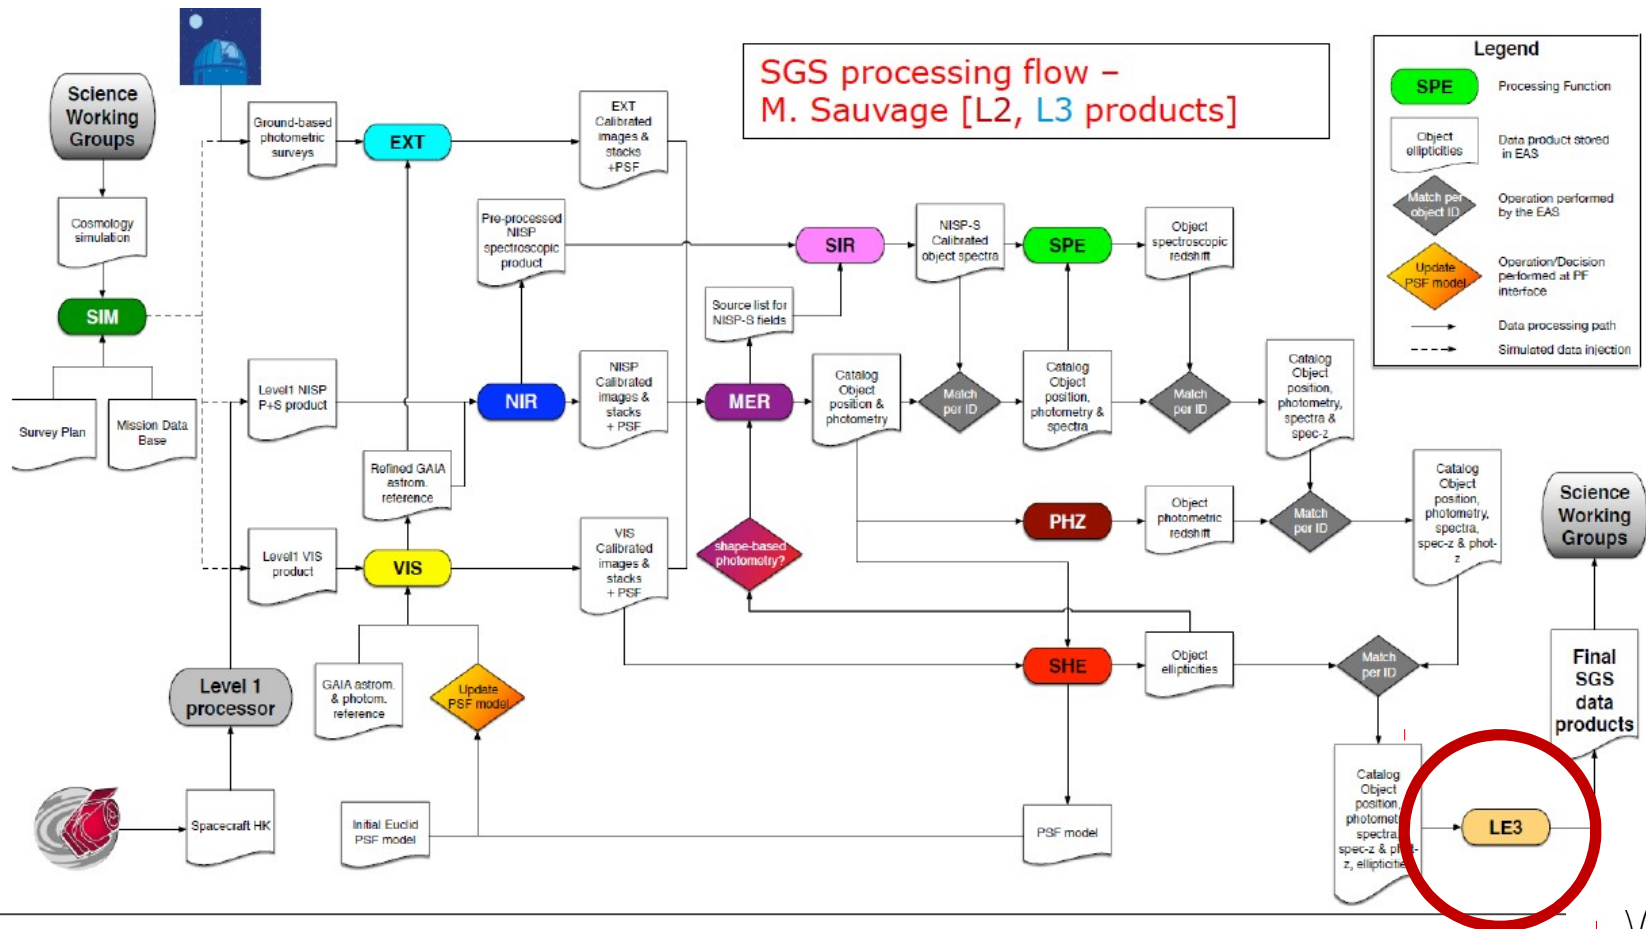 SGS processing flow –
M. Sauvage [L2, L3 products]
Legend
SPE
Processing Function
Object
ellipticities
Data product stored
in EAS
Match per
object ID
Operation performed
by the EAS
Update
PSF model
Operation/Decision
performed at PF
interface
Data processing path
Simulated data injection
Science
Working
Groups
Cosmology
simulation
SIM
Survey Plan
Mission Data
Base
Ground-based
photometric
surveys
EXT
EXT
Calibrated
images &
stacks
+PSF
Pre-processed
NISP
spectroscopic
product
SIR
NISP-S
Calibrated
object spectra
SPE
Object
spectroscopic
redshift
Source list for
NISP-S fields
Level1 NISP
P+S product
NIR
NISP
Calibrated
images &
stacks
+ PSF
MER
Catalog
Object
position &
photometry
Match
per ID
Catalog
Object
position,
photometry &
spectra
Match
per ID
Catalog
Object
position,
photometry,
spectra &
spec-z
Refined GAIA
astrom.
reference
Level1 VIS
product
VIS
VIS
Calibrated
images &
stacks
+ PSF
shape-based
photometry?
PHZ
Object
photometric
redshift
Match
per ID
Catalog
Object
position,
photometry,
spectra,
spec-z & phot-
z
Science
Working
Groups
Level 1
processor
GAIA astrom.
& photom.
reference
Update
PSF model
SHE
Object
ellipticities
Match
per ID
Final
SGS
data
products
Spacecraft HK
Initial Euclid
PSF model
PSF model
Catalog
Object
position,
photometry,
spectra,
spec-z & phot-
z, ellipticities
LE3